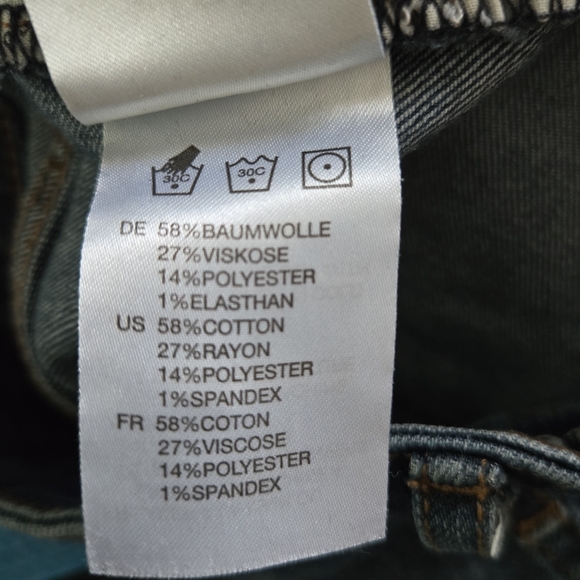 30C 30C
DE 58%BAUMWOLLE
27%VISKOSE
14%POLYESTER
1%ELASTHAN
US 58%COTTON
27%RAYON
14%POLYESTER
1%SPANDEX
FR 58%COTON
27%VISCOSE
14%POLYESTER
1%SPANDEX